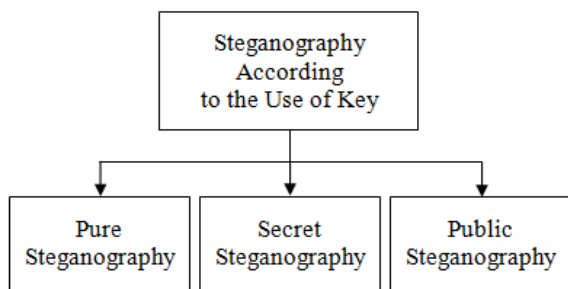 Steganography
According
to the Use of Key
Pure
Steganography
Secret
Steganography
Public
Steganography